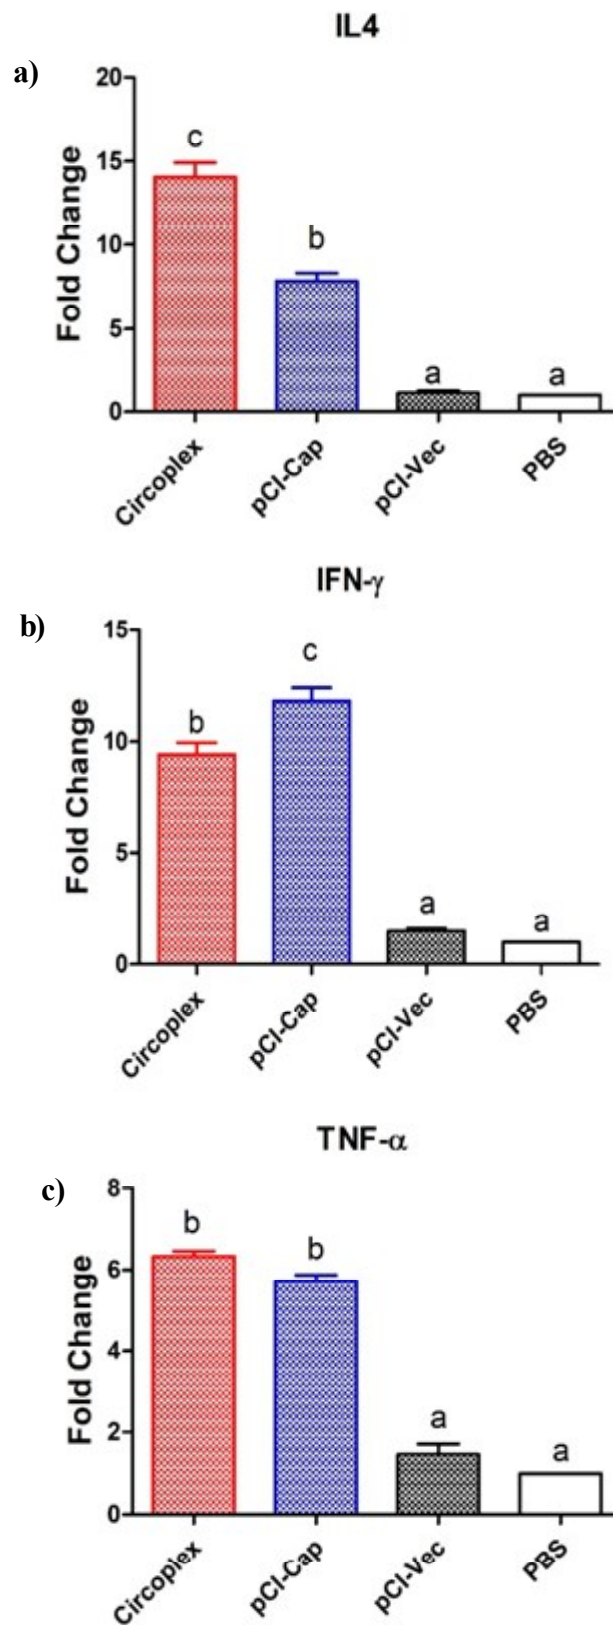 IL4
a)
20
15
10
5
0
Fold Change
c
b
a
a
Circoplex
pCI-Cap
pCI-Vec
PBS
IFN-γ
b)
15
10
5
0
Fold Change
b
c
a
a
Circoplex
pCI-Cap
pCI-Vec
PBS
TNF-α
c)
8
6
4
2
0
Fold Change
b
b
a
a
Circoplex
pCI-Cap
pCI-Vec
PBS